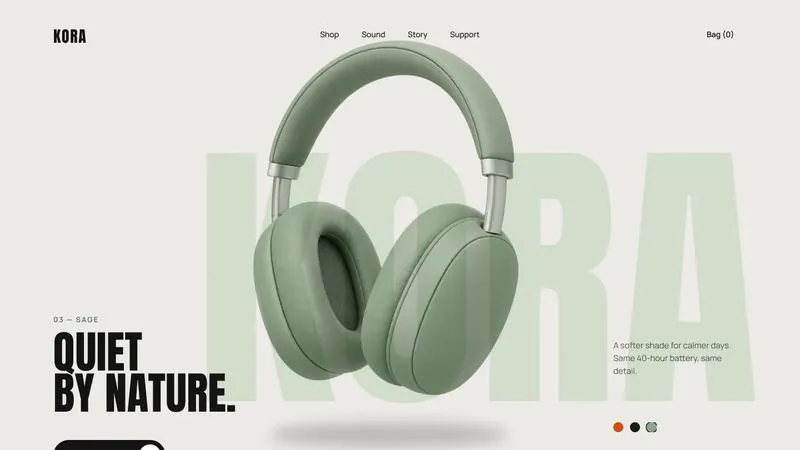 KORA
Shop Sound Story Support
Bag (0)
KORA
03 — SAGE
QUIET
BY NATURE.
A softer shade for calmer days.
Same 40-hour battery, same
detail.